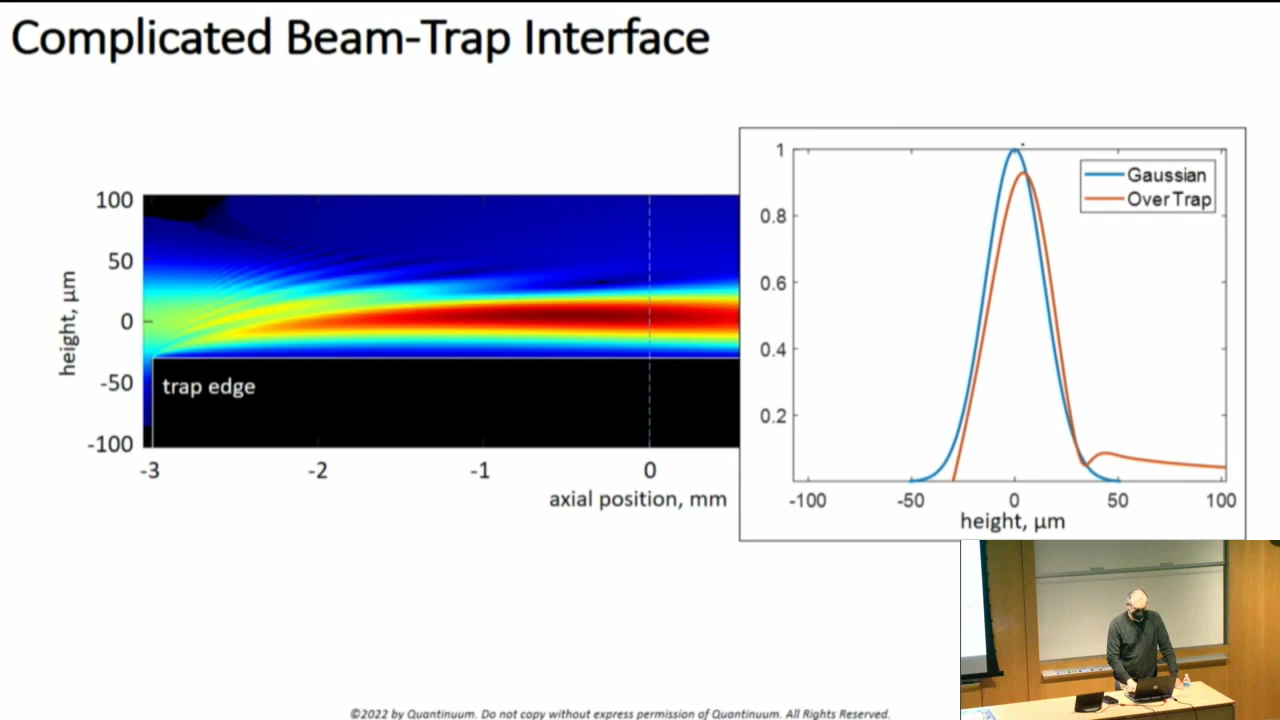 Complicated Beam-Trap Interface
100
50
0
-50
-100
height, µm
trap edge
-3
-2
-1
0
axial position, mm
1
0.8
0.6
0.4
0.2
Gaussian
Over Trap
-100
-50
0
50
100
height, µm
©2022 by Quantinuum. Do not copy without express permission of Quantinuum. All Rights Reserved.